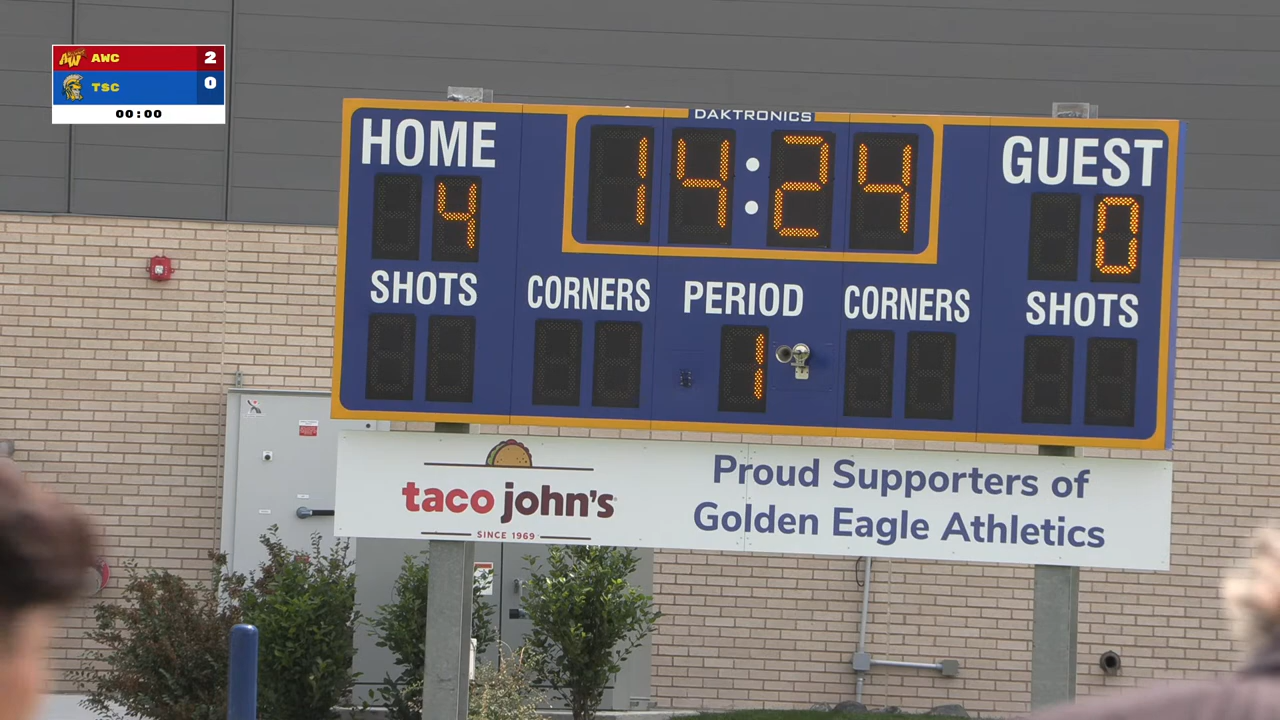 AWC 2
TSC 0
00:00
DAKTRONICS
HOME 14:24 GUEST
4 0
SHOTS CORNERS PERIOD CORNERS SHOTS
1
taco john's
SINCE 1969
Proud Supporters of
Golden Eagle Athletics